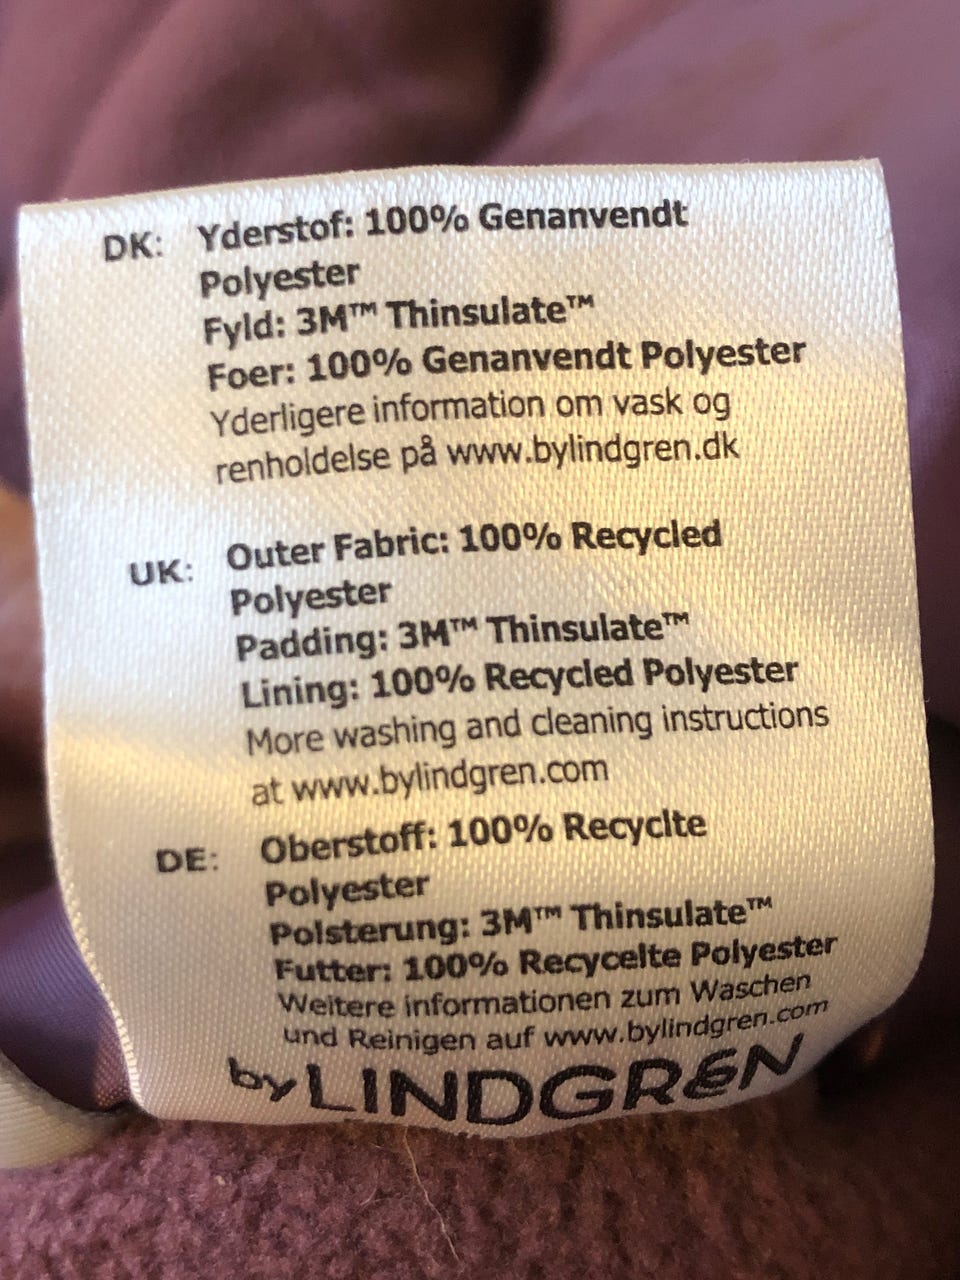 DK: Yderstof: 100% Genanvendt
Polyester
Fyld: 3M™ Thinsulate™
Foer: 100% Genanvendt Polyester
Yderligere information om vask og
renholdelse på www.bylindgren.dk
UK: Outer Fabric: 100% Recycled
Polyester
Padding: 3M™ Thinsulate™
Lining: 100% Recycled Polyester
More washing and cleaning instructions
at www.bylindgren.com
DE: Oberstoff: 100% Recyclte
Polyester
Polsterung: 3M™ Thinsulate™
Futter: 100% Recycelte Polyester
Weitere informationen zum Waschen
und Reinigen auf www.bylindgren.com
by LINDGREN